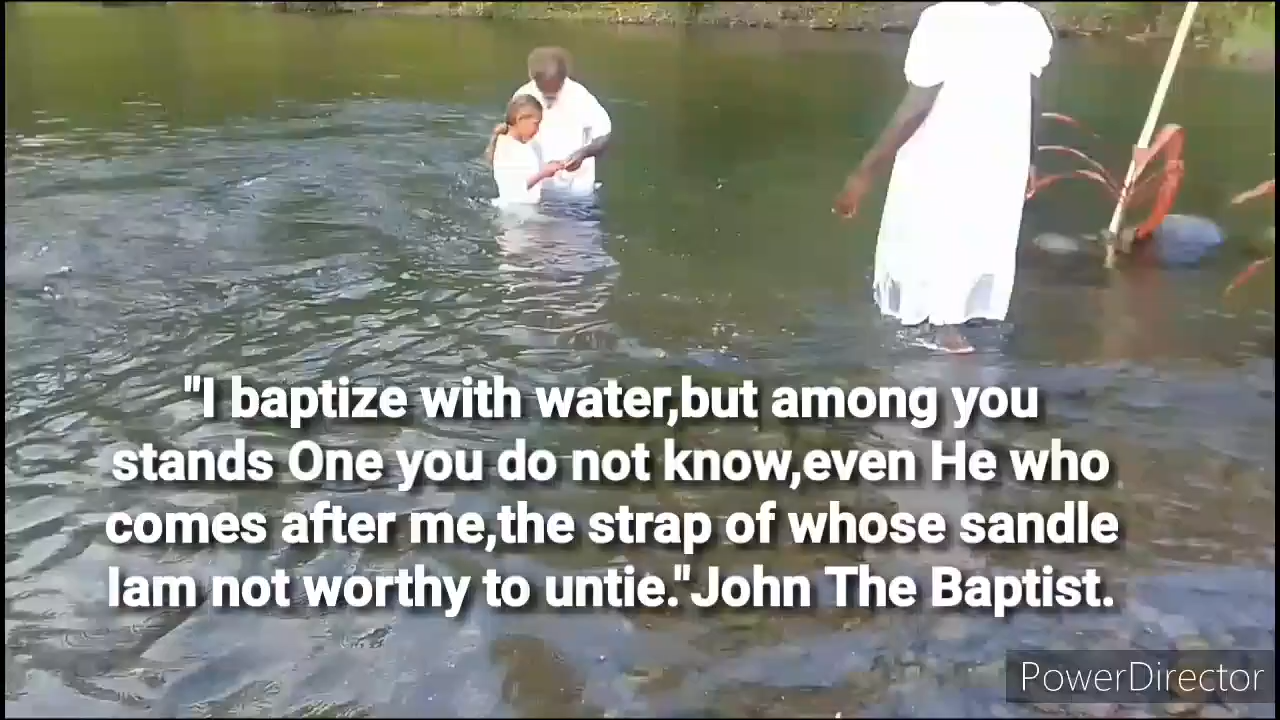 "I baptize with water,but among you
stands One you do not know,even He who
comes after me,the strap of whose sandle
Iam not worthy to untie."John The Baptist.
PowerDirector